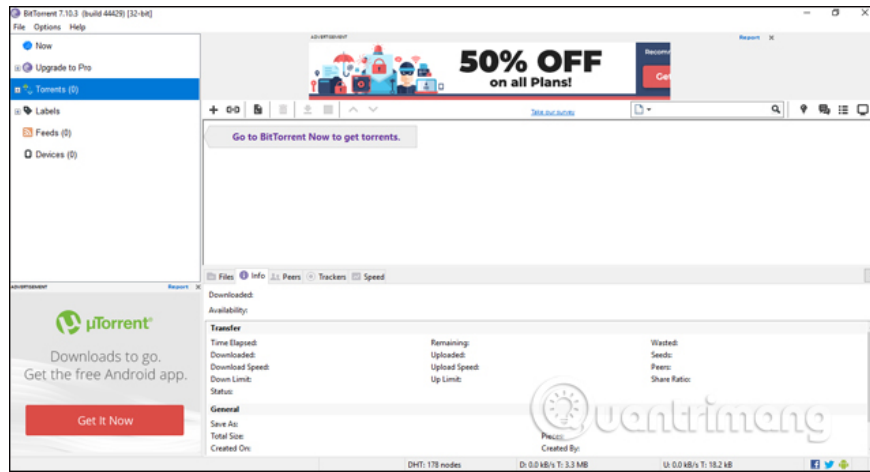 BitTorrent 7.10.3 (build 44429) [32-bit]
File Options Help
Now
Upgrade to Pro
Torrents (0)
Labels
Feeds (0)
Devices (0)
ADVERTISEMENT
Report X
50% OFF
on all Plans!
Take our survey
Go to BitTorrent Now to get torrents.
ADVERTISEMENT
Report X
µTorrent
Downloads to go.
Get the free Android app.
Get It Now
Files Info Peers Trackers Speed
Downloaded:
Availability:
Transfer
Time Elapsed: Remaining: Wasted:
Downloaded: Uploaded: Seeds:
Download Speed: Upload Speed: Peers:
Down Limit: Up Limit: Share Ratio:
Status:
General
Save As:
Total Size: Pieces:
Created On: Created By:
Quantrimang
DHT: 178 nodes D: 0.0 kB/s T: 3.3 MB U: 0.0 kB/s T: 18.2 kB